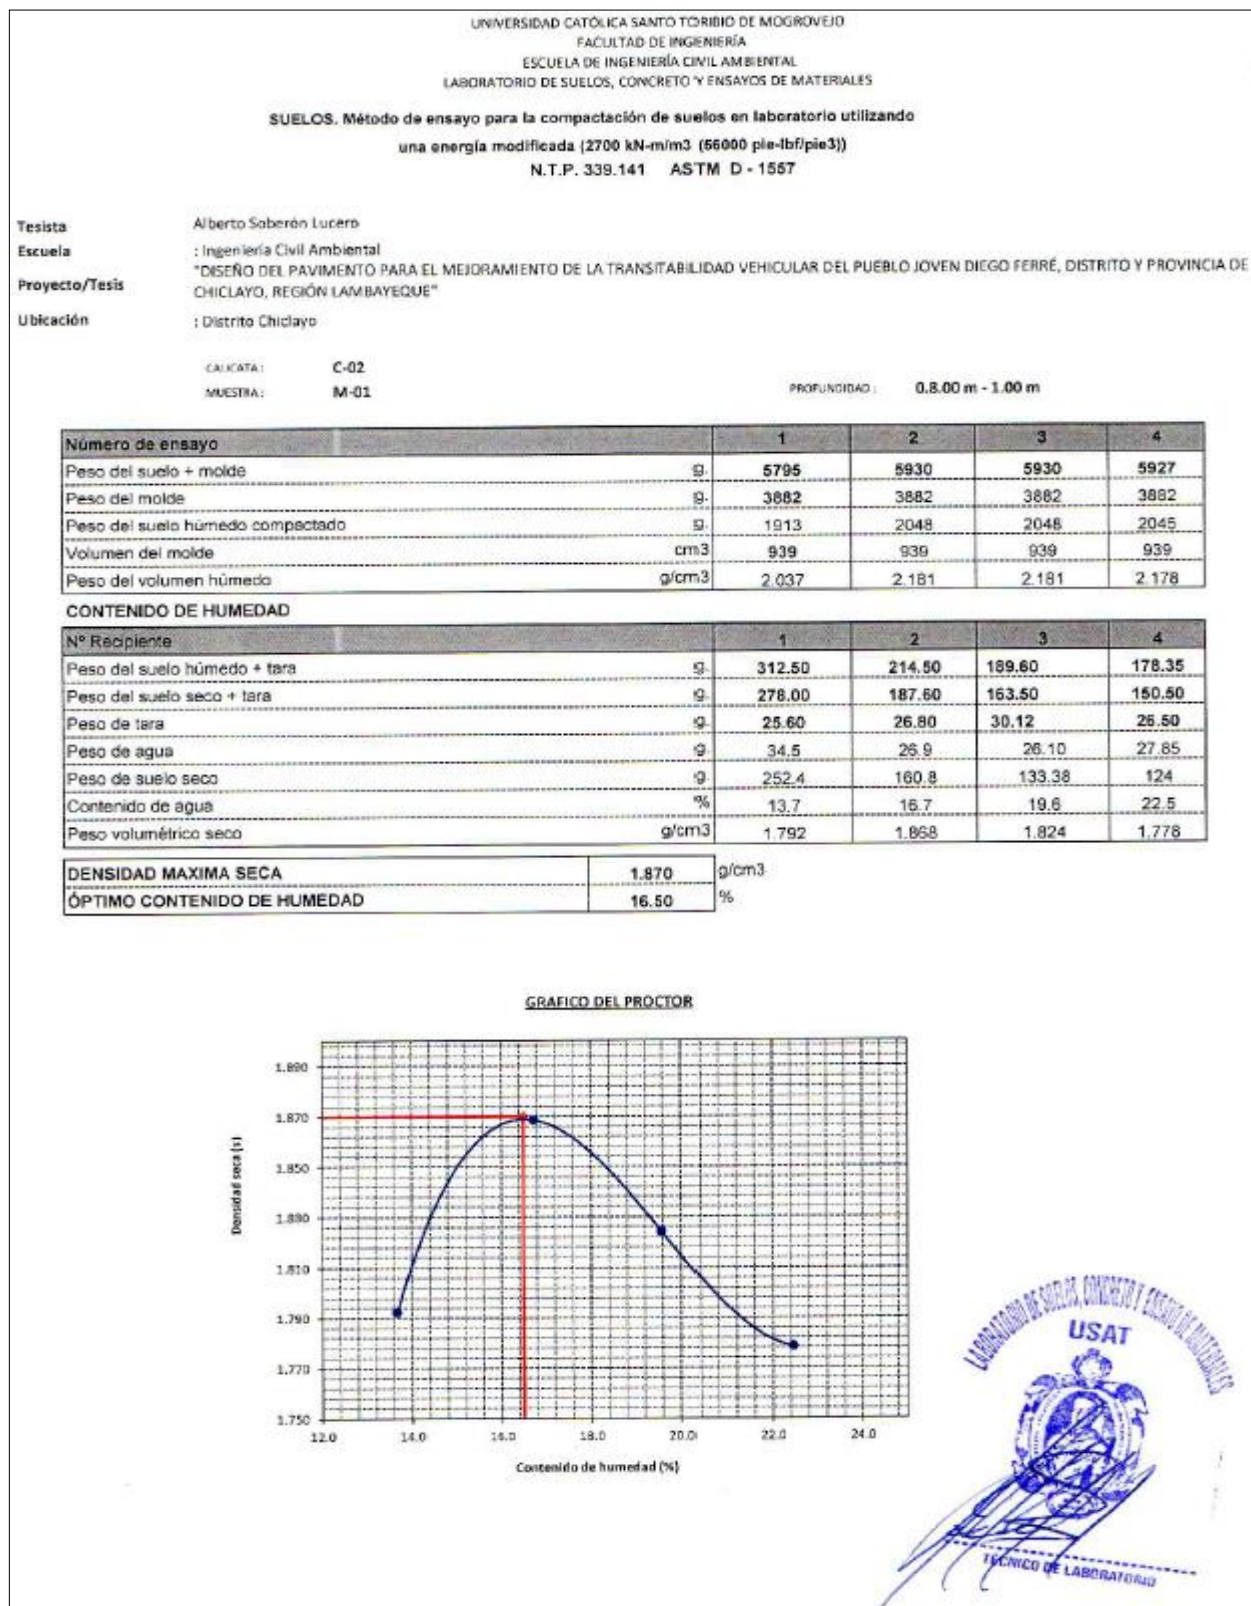 UNIVERSIDAD CATÓLICA SANTO TORIBIO DE MOGROVEJO
FACULTAD DE INGENIERÍA
ESCUELA DE INGENIERÍA CIVIL AMBIENTAL
LABORATORIO DE SUELOS, CONCRETO Y ENSAYOS DE MATERIALES
SUELOS. Método de ensayo para la compactación de suelos en laboratorio utilizando
una energía modificada (2700 kN-m/m3 (56000 pie-lbf/pie3))
N.T.P. 339.141 ASTM D - 1557
Tesista Alberto Soberón Lucero
Escuela : Ingeniería Civil Ambiental
Proyecto/Tesis "DISEÑO DEL PAVIMENTO PARA EL MEJORAMIENTO DE LA TRANSITABILIDAD VEHICULAR DEL PUEBLO JOVEN DIEGO FERRÉ, DISTRITO Y PROVINCIA DE
CHICLAYO, REGIÓN LAMBAYEQUE"
Ubicación : Distrito Chiclayo
CALICATA : C-02
MUESTRA : M-01 PROFUNDIDAD : 0.8.00 m - 1.00 m
Número de ensayo 1 2 3 4
Peso del suelo + molde g. 5795 5930 5930 5927
Peso del molde g. 3882 3882 3882 3882
Peso del suelo húmedo compactado g. 1913 2048 2048 2045
Volumen del molde cm3 939 939 939 939
Peso del volumen húmedo g/cm3 2.037 2.181 2.181 2.178
CONTENIDO DE HUMEDAD
Nº Recipiente 1 2 3 4
Peso del suelo húmedo + tara g. 312.50 214.50 189.60 178.35
Peso del suelo seco + tara g. 278.00 187.60 163.50 150.50
Peso de tara g. 25.60 26.80 30.12 26.50
Peso de agua g. 34.5 26.9 26.10 27.85
Peso de suelo seco g. 252.4 160.8 133.38 124
Contenido de agua % 13.7 16.7 19.6 22.5
Peso volumétrico seco g/cm3 1.792 1.868 1.824 1.778
DENSIDAD MAXIMA SECA 1.870 g/cm3
ÓPTIMO CONTENIDO DE HUMEDAD 16.50 %
GRAFICO DEL PROCTOR
Densidad seca (s)
1.890
1.870
1.850
1.830
1.810
1.790
1.770
1.750
12.0 14.0 16.0 18.0 20.0 22.0 24.0
Contenido de humedad (%)
LABORATORIO DE SUELOS, CONCRETO Y ENSAYO DE MATERIALES
USAT
TÉCNICO DE LABORATORIO